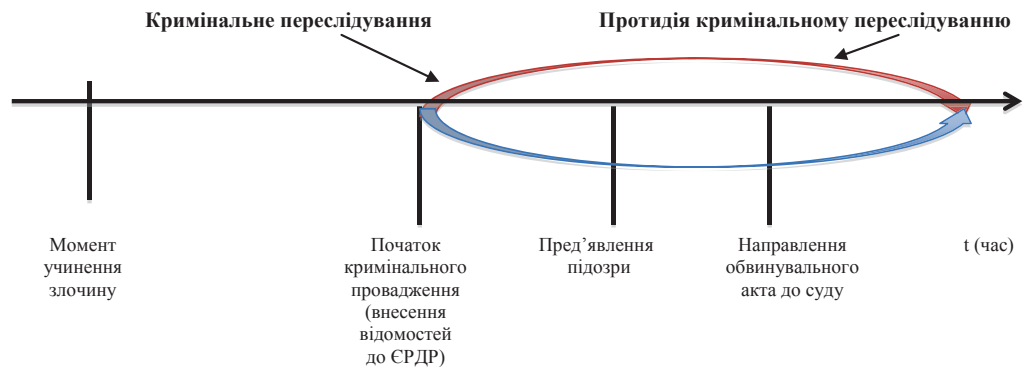 Кримінальне переслідування
Протидія кримінальному переслідуванню
Момент
учинення
злочину
Початок
кримінального
провадження
(внесення
відомостей
до ЄРДР)
Пред’явлення
підозри
Направлення
обвинувального
акта до суду
t (час)